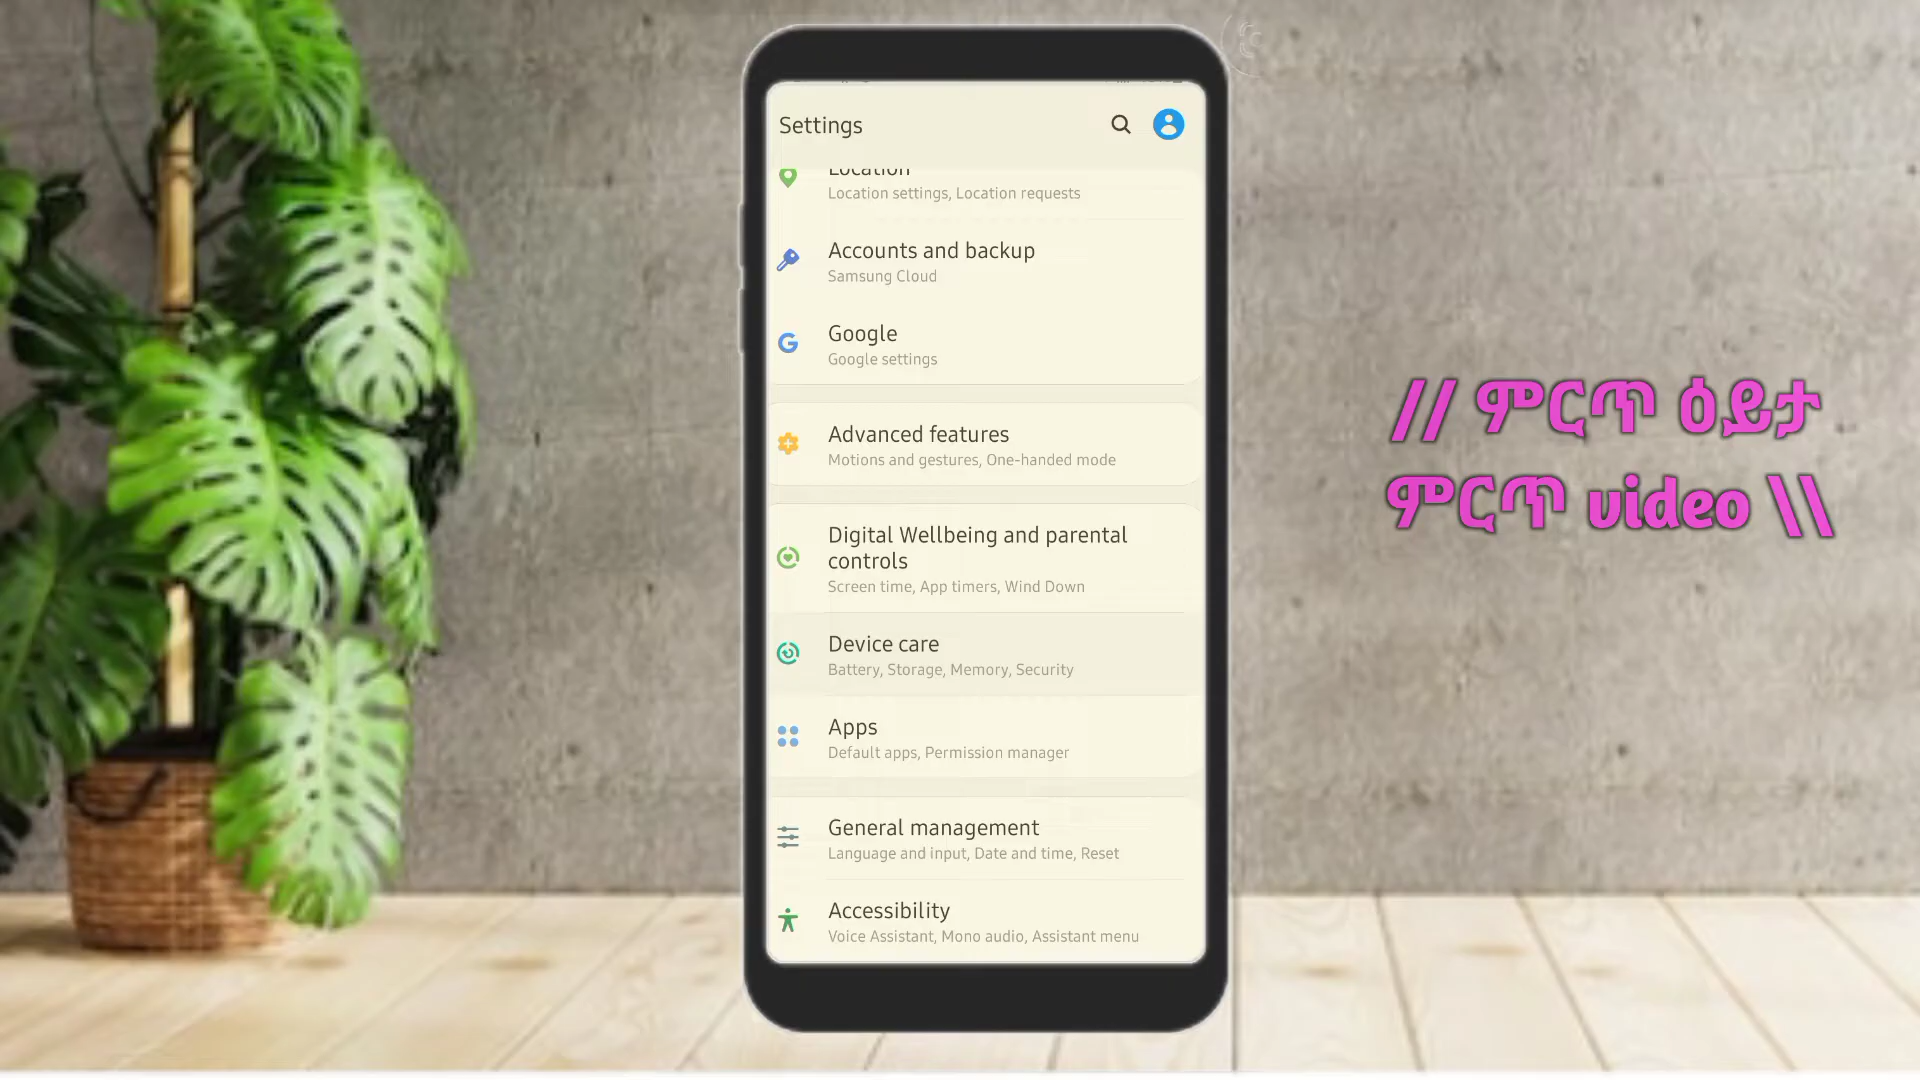 Settings
Location
Location settings, Location requests
Accounts and backup
Samsung Cloud
Google
Google settings
Advanced features
Motions and gestures, One-handed mode
Digital Wellbeing and parental
controls
Screen time, App timers, Wind Down
Device care
Battery, Storage, Memory, Security
Apps
Default apps, Permission manager
General management
Language and input, Date and time, Reset
Accessibility
Voice Assistant, Mono audio, Assistant menu
// ምርጥ ዕይታ
ምርጥ video \\